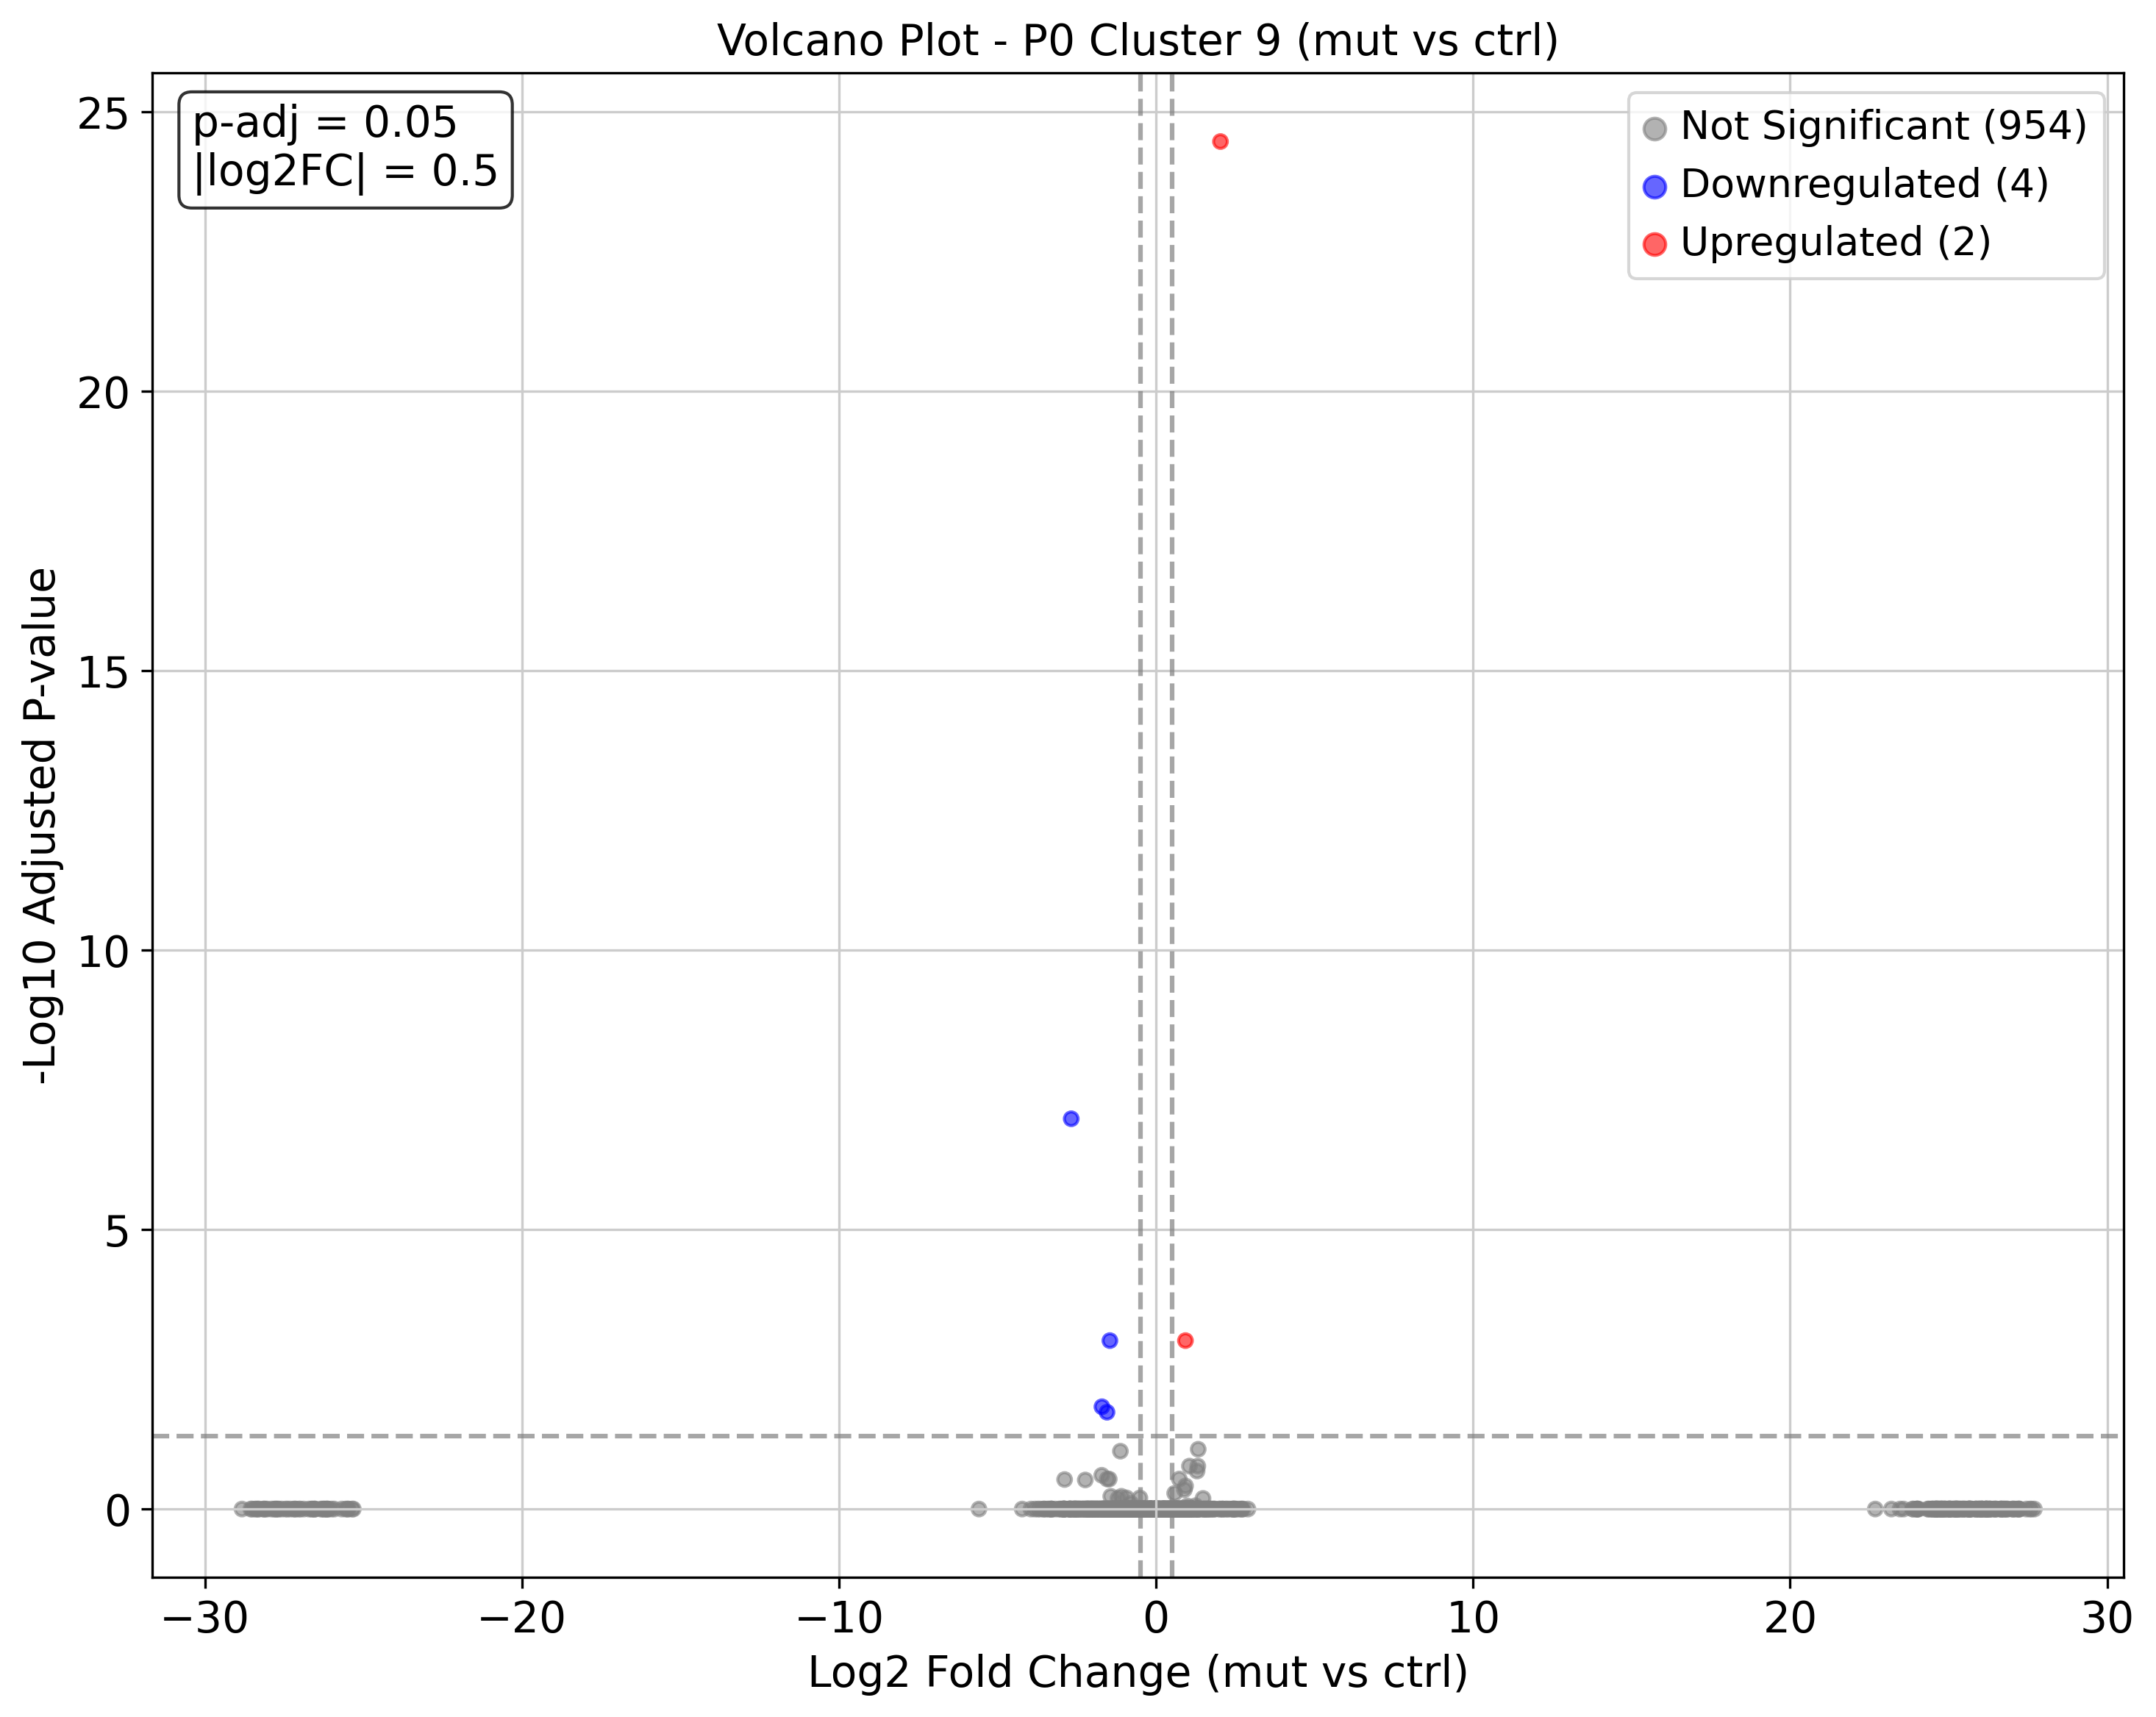 Volcano Plot - P0 Cluster 9 (mut vs ctrl)
p-adj = 0.05
|log2FC| = 0.5
Not Significant (954)
Downregulated (4)
Upregulated (2)
-Log10 Adjusted P-value
25
20
15
10
5
0
−30 −20 −10 0 10 20 30
Log2 Fold Change (mut vs ctrl)